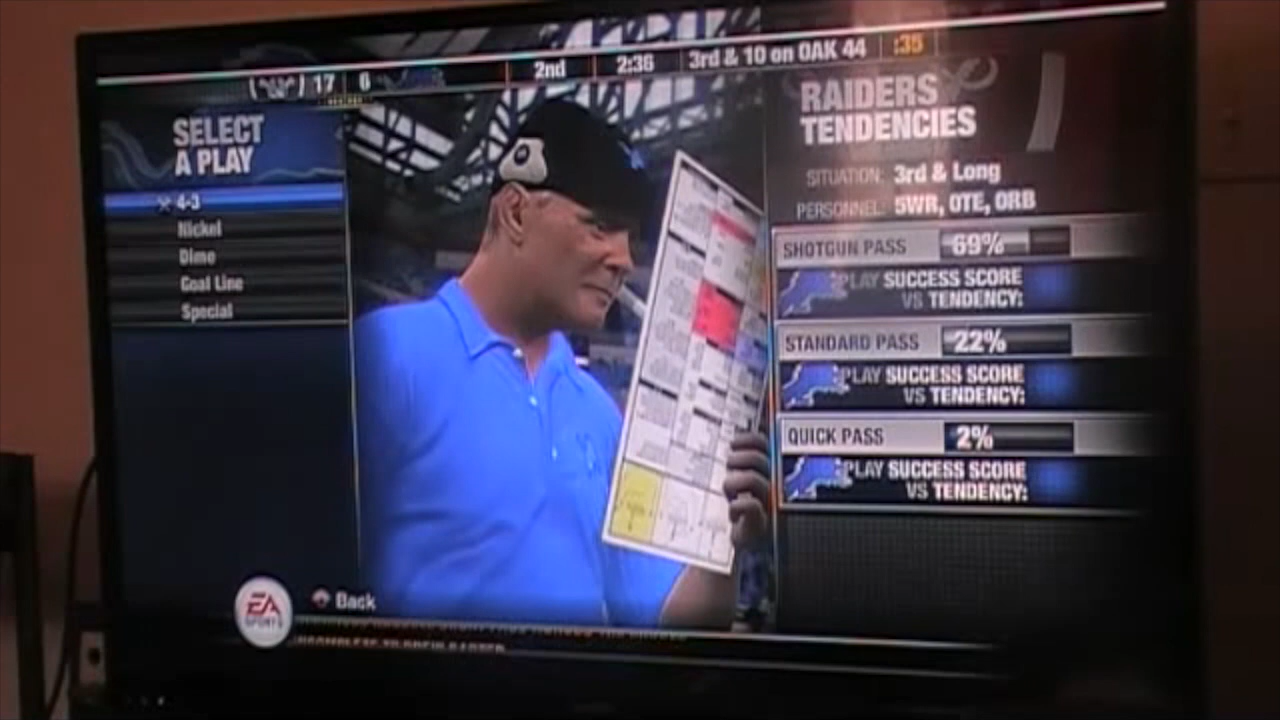 17 6 2nd 2:36 3rd & 10 on OAK 44 :35
SELECT
A PLAY
4-3
Nickel
Dime
Goal Line
Special
RAIDERS
TENDENCIES
SITUATION: 3rd & Long
PERSONNEL: 5WR, 0TE, 0RB
SHOTGUN PASS 69%
PLAY SUCCESS SCORE
VS TENDENCY:
STANDARD PASS 22%
PLAY SUCCESS SCORE
VS TENDENCY:
QUICK PASS 2%
PLAY SUCCESS SCORE
VS TENDENCY:
EA
SPORTS
Back